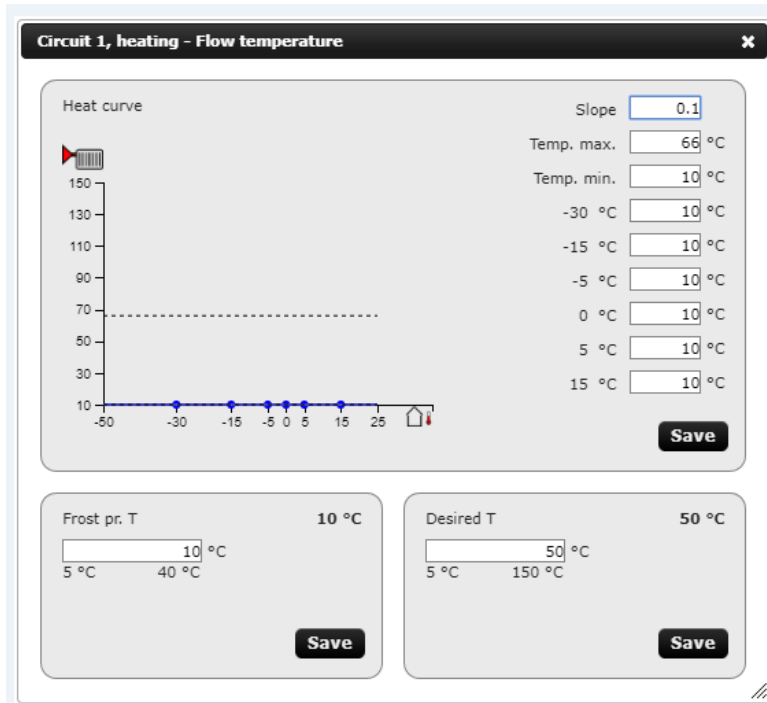 Circuit 1, heating - Flow temperature
Heat curve
Slope 0.1
Temp. max. 66 °C
Temp. min. 10 °C
-30 °C 10 °C
-15 °C 10 °C
-5 °C 10 °C
0 °C 10 °C
5 °C 10 °C
15 °C 10 °C
150
130
110
90
70
50
30
10
-50 -30 -15 -5 0 5 15 25
Save
Frost pr. T 10 °C
10 °C
5 °C 40 °C
Save
Desired T 50 °C
50 °C
5 °C 150 °C
Save